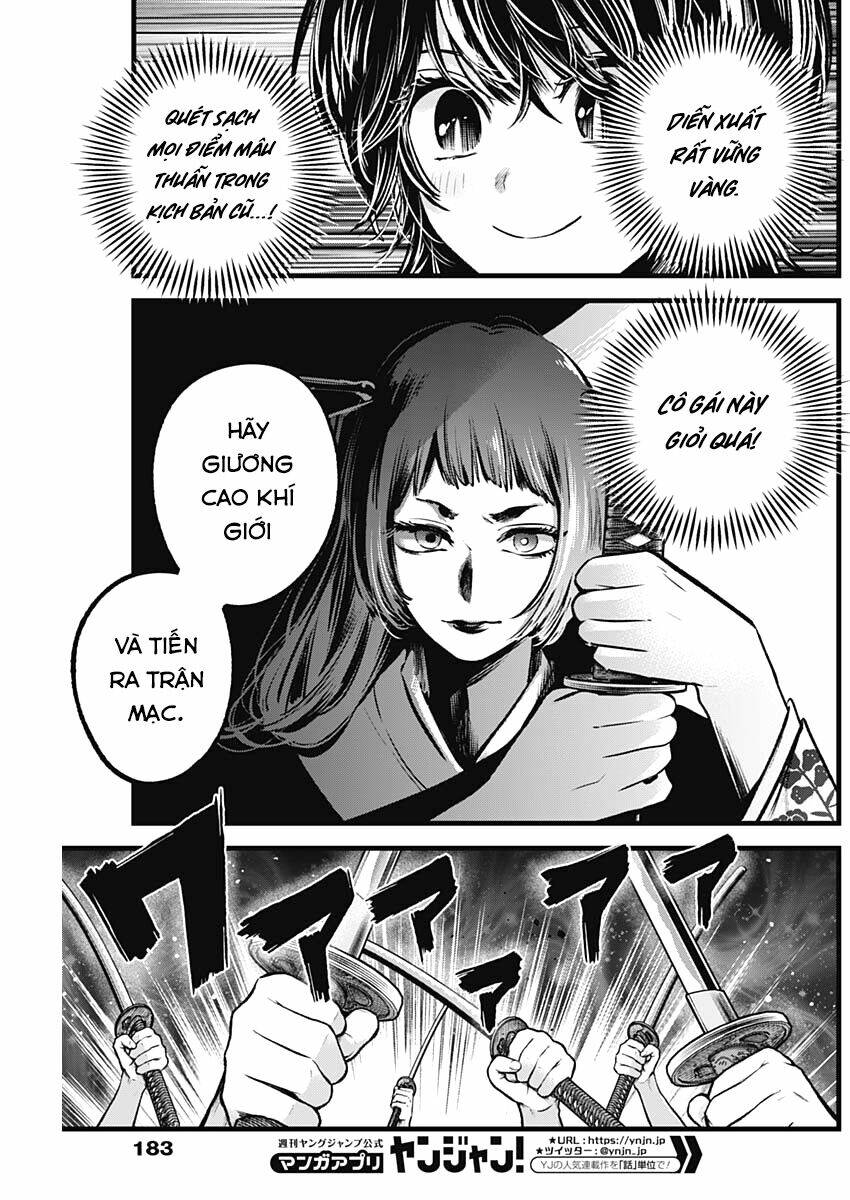 DIỄN XUẤT
RẤT VỮNG
VÀNG.
QUÉT SẠCH
MỌI ĐIỂM MÂU
THUẪN TRONG
KỊCH BẢN CŨ...!
CÔ GÁI NÀY
GIỎI QUÁ!
HÃY
GIƯƠNG
CAO KHÍ
GIỚI
VÀ TIẾN
RA TRẬN
MẠC.
ワァァァ
183
週刊ヤングジャンプ公式
マンガアプリ
ヤンジャン!
★URL:https://ynjn.jp
★ツイッター:@ynjn_jp
YJの人気連載作を「話」単位で!